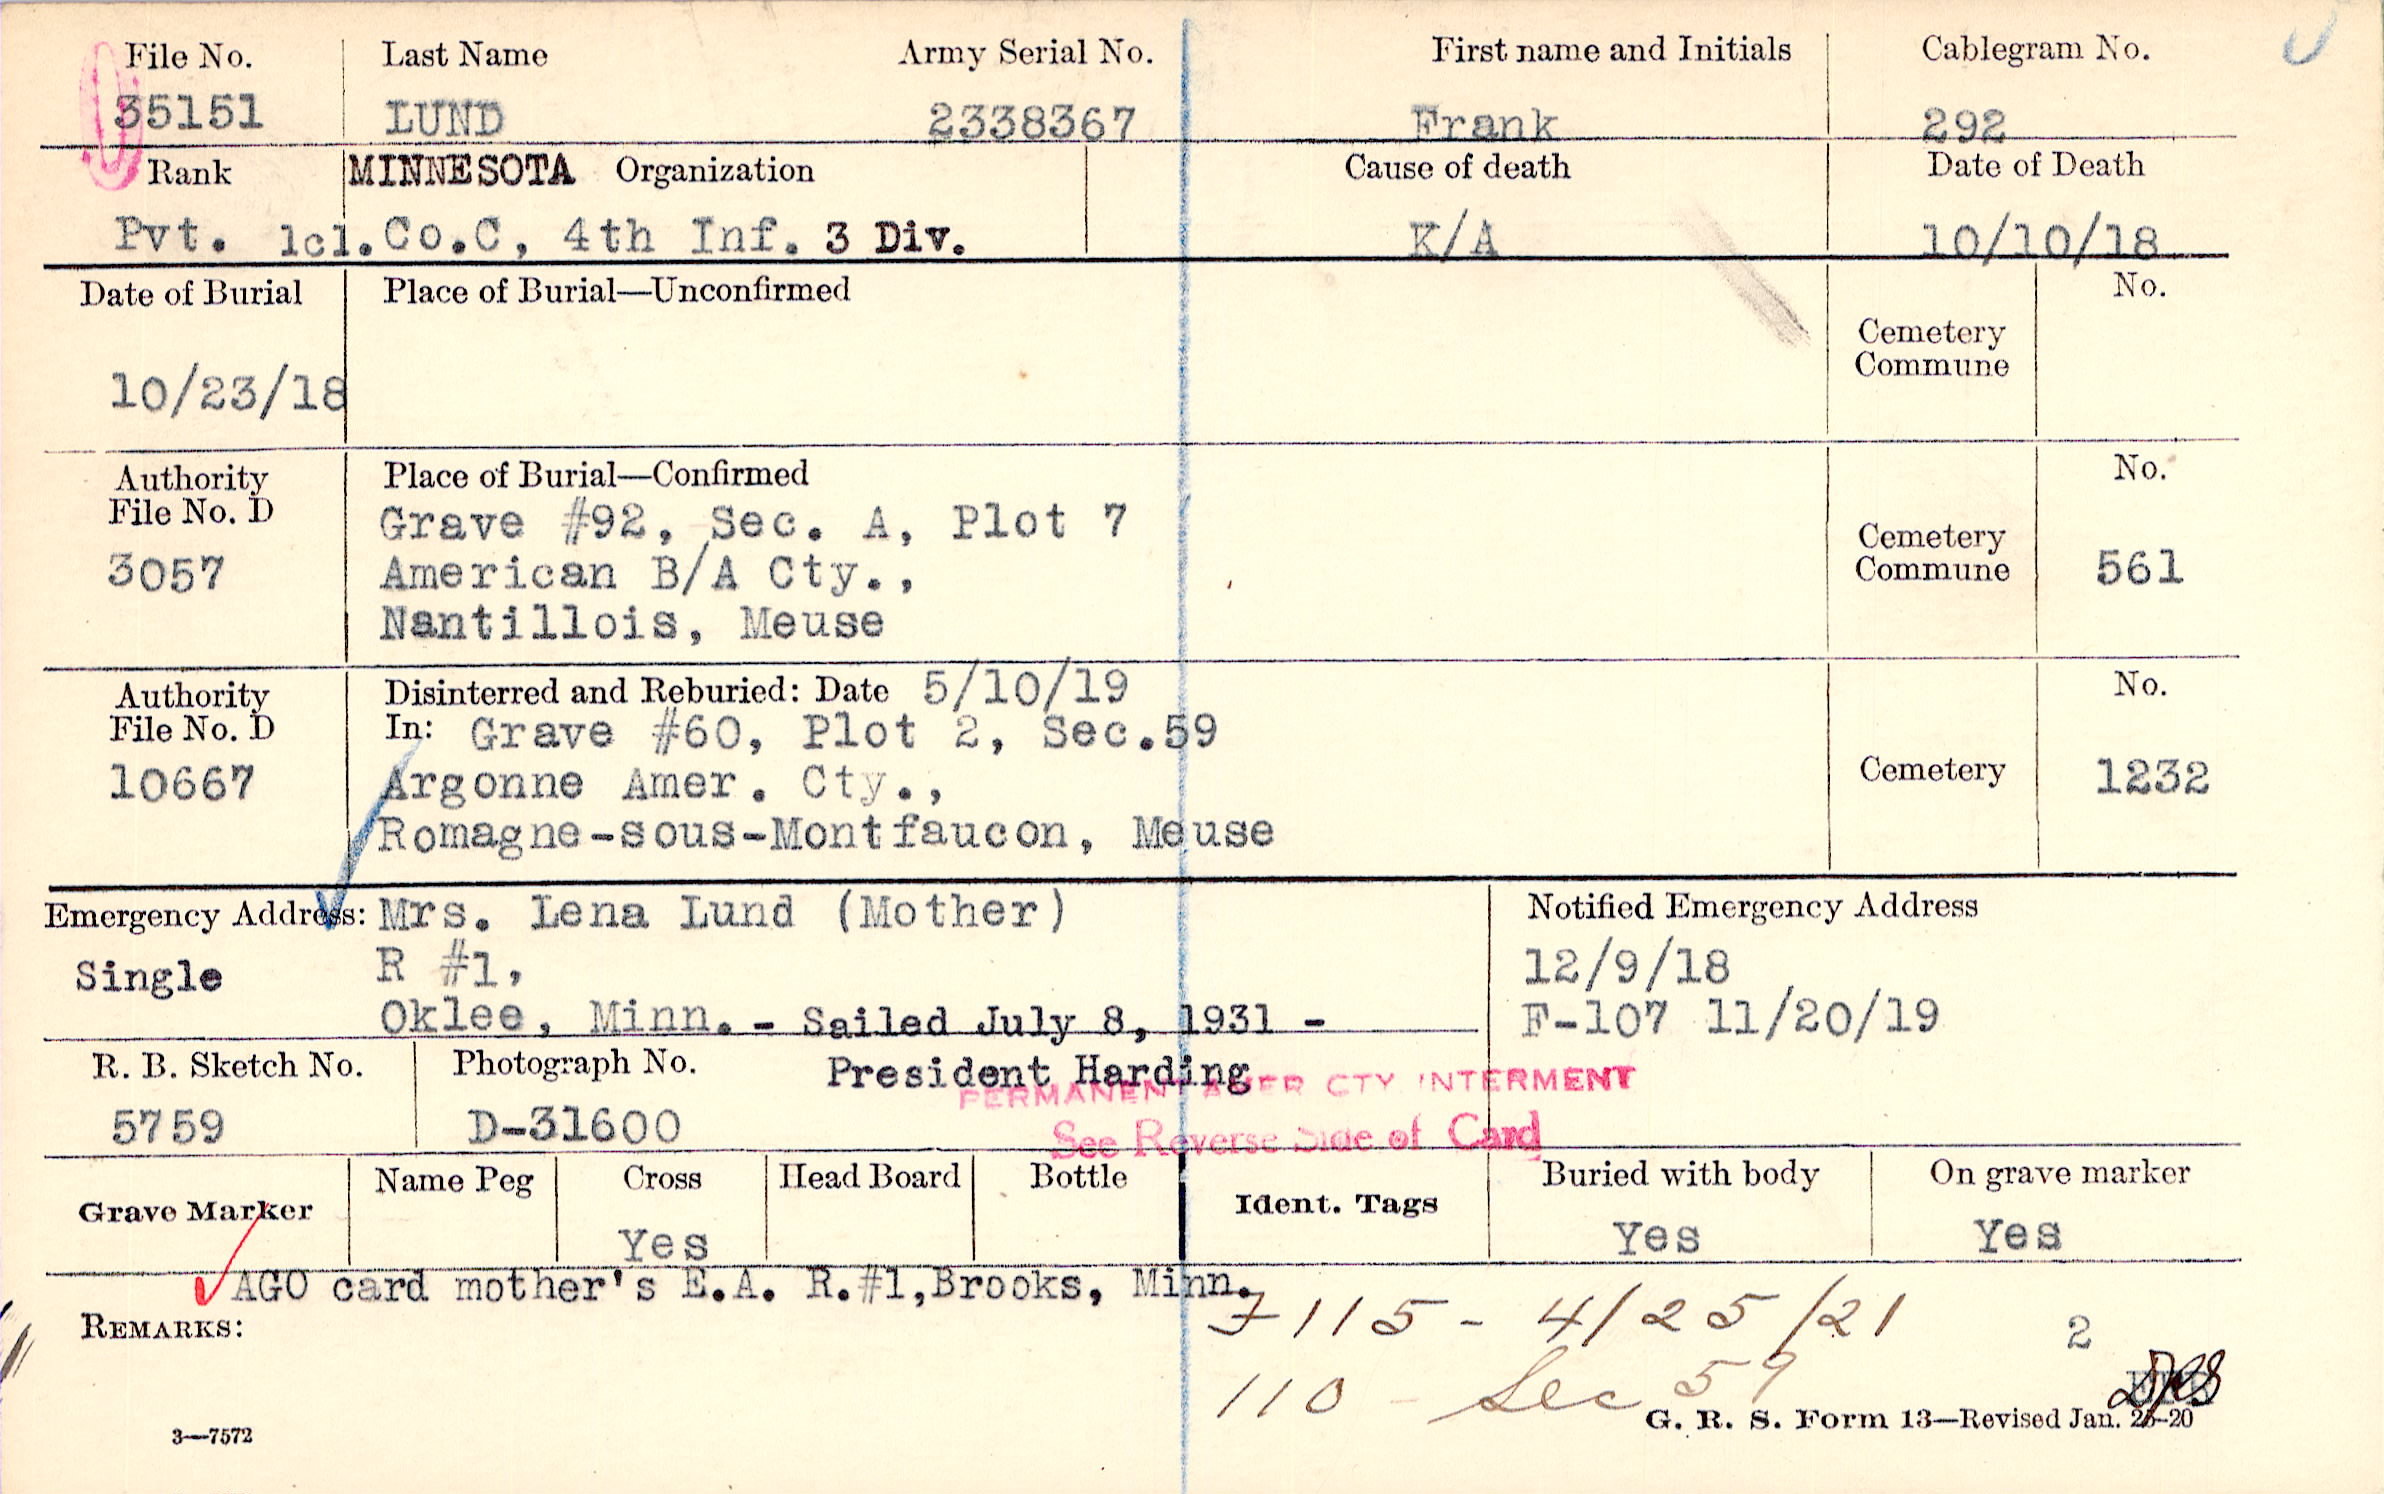 File No. Last Name Army Serial No. First name and Initials Cablegram No.
35151 LUND 2338367 Frank 292
Rank MINNESOTA Organization Cause of death Date of Death
Pvt. 1cl. Co.C, 4th Inf. 3 Div. K/A 10/10/18
Date of Burial Place of Burial—Unconfirmed No.
Cemetery
Commune
10/23/18
Authority Place of Burial—Confirmed No.
File No. D Grave #92, Sec. A, Plot 7 Cemetery
3057 American B/A Cty., Commune 561
Nantillois, Meuse
Authority Disinterred and Reburied: Date 5/10/19 No.
File No. D In: Grave #60, Plot 2, Sec.59
10667 Argonne Amer. Cty., Cemetery 1232
Romagne-sous-Montfaucon, Meuse
Emergency Address: Mrs. Lena Lund (Mother) Notified Emergency Address
Single R #1, 12/9/18
Oklee, Minn. - Sailed July 8, 1931 - F-107 11/20/19
R. B. Sketch No. Photograph No. President Harding
PERMANENT AMER CTY INTERMENT
5759 D-31600 See Reverse Side of Card
Grave Marker Name Peg Cross Head Board Bottle Ident. Tags Buried with body On grave marker
Yes Yes Yes
AGO card mother's E.A. R.#1,Brooks, Minn.
REMARKS: F 115 - 4/25/21 2
110 - Sec 59
3—7572 G. R. S. Form 13—Revised Jan. 26-20